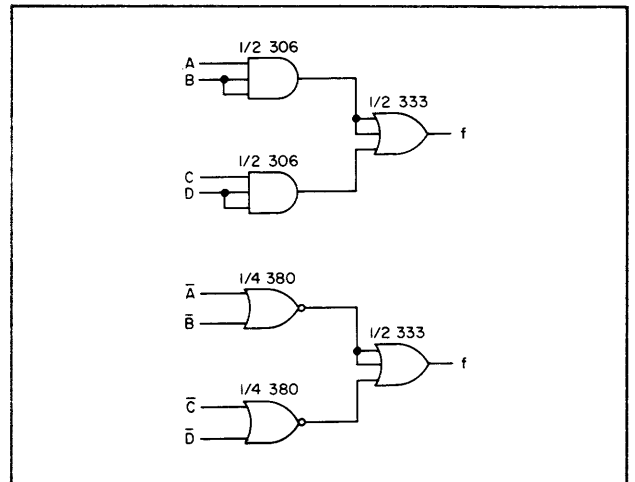 1/2 306
A
B
1/2 333
f
1/2 306
C
D
1/4 380
A̅
B̅
1/2 333
f
1/4 380
C̅
D̅